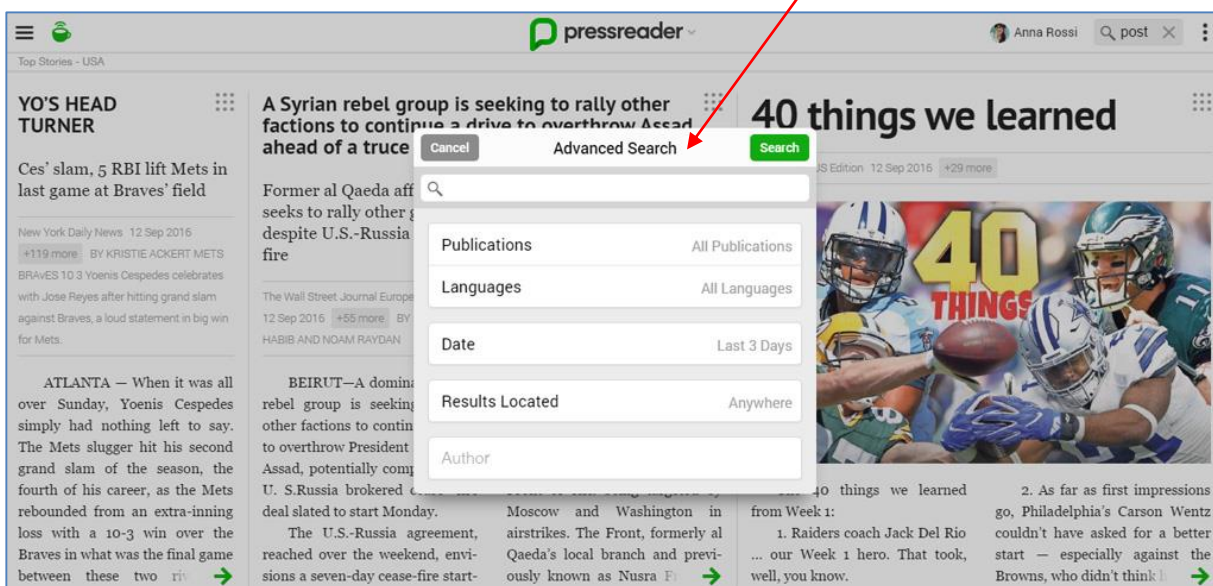 pressreader
Anna Rossi
post
Top Stories - USA
YO'S HEAD
TURNER
Ces' slam, 5 RBI lift Mets in
last game at Braves' field
New York Daily News 12 Sep 2016
+119 more BY KRISTIE ACKERT METS
BRAvES 10 3 Yoenis Cespedes celebrates
with Jose Reyes after hitting grand slam
against Braves, a loud statement in big win
for Mets.
ATLANTA — When it was all
over Sunday, Yoenis Cespedes
simply had nothing left to say.
The Mets slugger hit his second
grand slam of the season, the
fourth of his career, as the Mets
rebounded from an extra-inning
loss with a 10-3 win over the
Braves in what was the final game
between these two
A Syrian rebel group is seeking to rally other
factions to continue a drive to overthrow Assad
ahead of a truce
Former al Qaeda aff
seeks to rally other
despite U.S.-Russia
fire
The Wall Street Journal Europe
12 Sep 2016 +55 more BY
HABIB AND NOAM RAYDAN
BEIRUT—A domina
rebel group is seeking
other factions to contin
to overthrow President
Assad, potentially comp
U. S.Russia brokered
deal slated to start Monday.
The U.S.-Russia agreement,
reached over the weekend, envi-
sions a seven-day cease-fire start-
Moscow and Washington in
airstrikes. The Front, formerly al
Qaeda's local branch and previ-
ously known as Nusra
Cancel
Advanced Search
Search
Publications
All Publications
Languages
All Languages
Date
Last 3 Days
Results Located
Anywhere
Author
40 things we learned
US Edition 12 Sep 2016 +29 more
40
THINGS
40 things we learned
from Week 1:
1. Raiders coach Jack Del Rio
... our Week 1 hero. That took,
well, you know.
2. As far as first impressions
go, Philadelphia's Carson Wentz
couldn't have asked for a better
start — especially against the
Browns, who didn't think